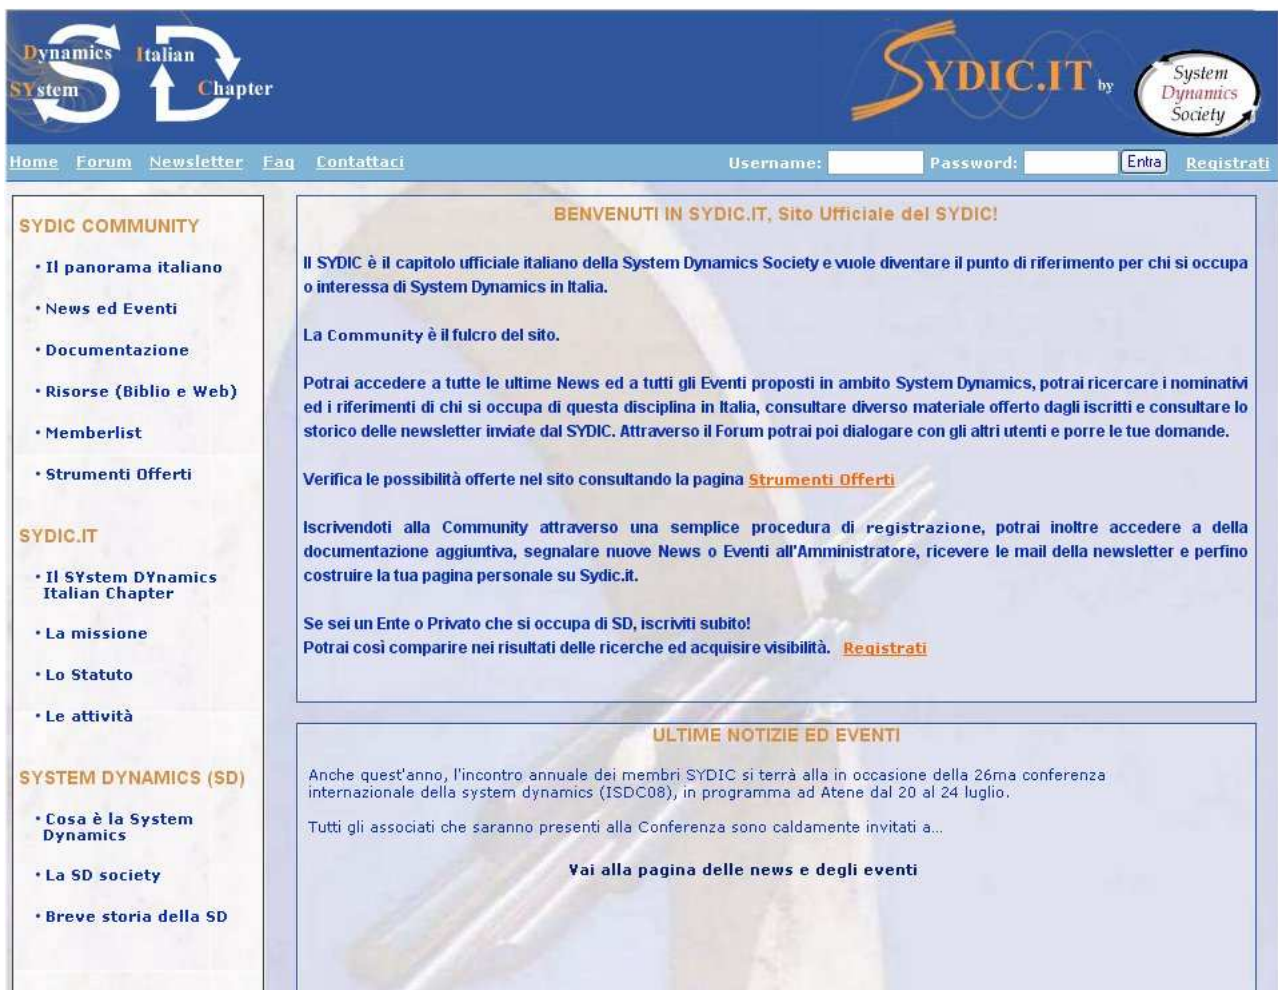 Dynamics Italian
SYstem Chapter
SYDIC.IT by
System
Dynamics
Society
Home Forum Newsletter Faq Contattaci Username: Password: Entra Registrati
SYDIC COMMUNITY
• Il panorama italiano
• News ed Eventi
• Documentazione
• Risorse (Biblio e Web)
• Memberlist
• Strumenti Offerti
SYDIC.IT
• Il SYstem DYnamics
Italian Chapter
• La missione
• Lo Statuto
• Le attività
SYSTEM DYNAMICS (SD)
• Cosa è la System
Dynamics
• La SD society
• Breve storia della SD
BENVENUTI IN SYDIC.IT, Sito Ufficiale del SYDIC!
Il SYDIC è il capitolo ufficiale italiano della System Dynamics Society e vuole diventare il punto di riferimento per chi si occupa
o interessa di System Dynamics in Italia.
La Community è il fulcro del sito.
Potrai accedere a tutte le ultime News ed a tutti gli Eventi proposti in ambito System Dynamics, potrai ricercare i nominativi
ed i riferimenti di chi si occupa di questa disciplina in Italia, consultare diverso materiale offerto dagli iscritti e consultare lo
storico delle newsletter inviate dal SYDIC. Attraverso il Forum potrai poi dialogare con gli altri utenti e porre le tue domande.
Verifica le possibilità offerte nel sito consultando la pagina Strumenti Offerti
Iscrivendoti alla Community attraverso una semplice procedura di registrazione, potrai inoltre accedere a della
documentazione aggiuntiva, segnalare nuove News o Eventi all'Amministratore, ricevere le mail della newsletter e perfino
costruire la tua pagina personale su Sydic.it.
Se sei un Ente o Privato che si occupa di SD, iscriviti subito!
Potrai così comparire nei risultati delle ricerche ed acquisire visibilità. Registrati
ULTIME NOTIZIE ED EVENTI
Anche quest'anno, l'incontro annuale dei membri SYDIC si terrà alla in occasione della 26ma conferenza
internazionale della system dynamics (ISDC08), in programma ad Atene dal 20 al 24 luglio.
Tutti gli associati che saranno presenti alla Conferenza sono caldamente invitati a...
Vai alla pagina delle news e degli eventi